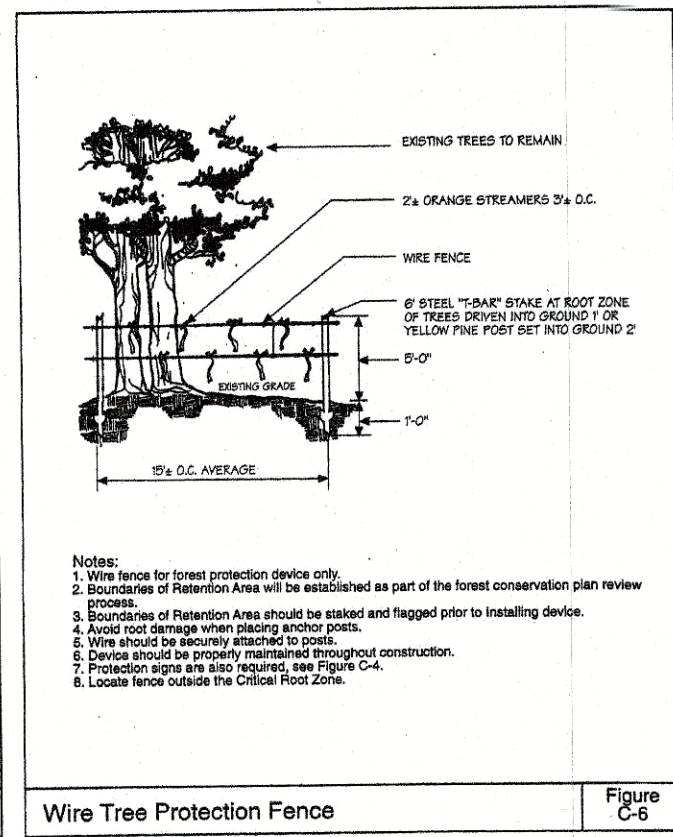 EXISTING TREES TO REMAIN
2'± ORANGE STREAMERS 3'± O.C.
WIRE FENCE
6' STEEL "T-BAR" STAKE AT ROOT ZONE
OF TREES DRIVEN INTO GROUND 1' OR
YELLOW PINE POST SET INTO GROUND 2'
5'-0"
EXISTING GRADE
1'-0"
15'± O.C. AVERAGE
Notes:
1. Wire fence for forest protection device only.
2. Boundaries of Retention Area will be established as part of the forest conservation plan review
process.
3. Boundaries of Retention Area should be staked and flagged prior to installing device.
4. Avoid root damage when placing anchor posts.
5. Wire should be securely attached to posts.
6. Device should be properly maintained throughout construction.
7. Protection signs are also required, see Figure C-4.
8. Locate fence outside the Critical Root Zone.
Wire Tree Protection Fence
Figure
C-6